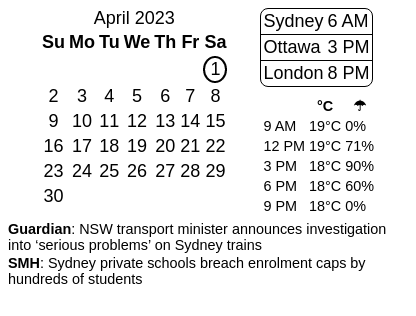 April 2023
Su Mo Tu We Th Fr Sa
1
2 3 4 5 6 7 8
9 10 11 12 13 14 15
16 17 18 19 20 21 22
23 24 25 26 27 28 29
30
Sydney 6 AM
Ottawa 3 PM
London 8 PM
°C ☂
9 AM 19°C 0%
12 PM 19°C 71%
3 PM 18°C 90%
6 PM 18°C 60%
9 PM 18°C 0%
Guardian: NSW transport minister announces investigation
into ‘serious problems’ on Sydney trains
SMH: Sydney private schools breach enrolment caps by
hundreds of students